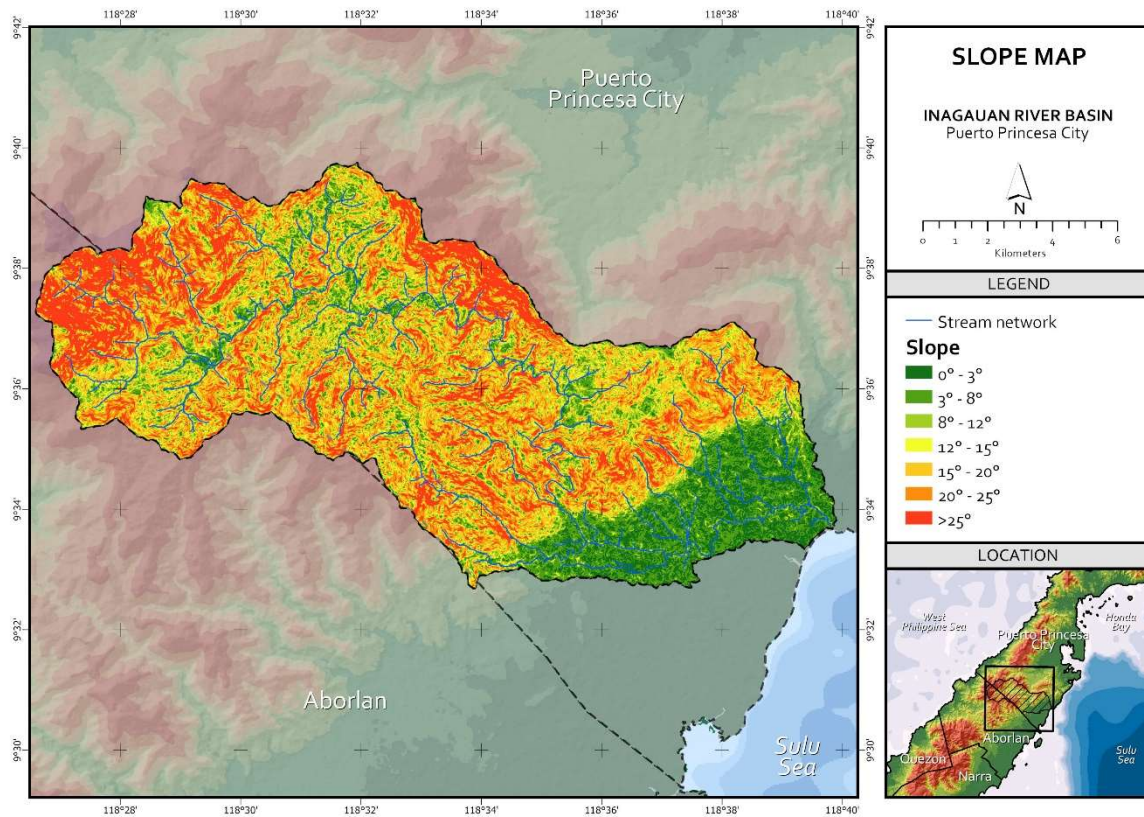 118°28'
118°30'
118°32'
118°34'
118°36'
118°38'
118°40'
9°42'
9°42'
9°40'
9°40'
9°38'
9°38'
9°36'
9°36'
9°34'
9°34'
9°32'
9°32'
9°30'
9°30'
Puerto
Princesa City
Aborlan
Sulu
Sea
118°28'
118°30'
118°32'
118°34'
118°36'
118°38'
118°40'
SLOPE MAP
INAGAUAN RIVER BASIN
Puerto Princesa City
N
0 1 2 4 6
Kilometers
LEGEND
Stream network
Slope
0° - 3°
3° - 8°
8° - 12°
12° - 15°
15° - 20°
20° - 25°
>25°
LOCATION
West
Philippine Sea
Honda
Bay
Puerto Princesa
City
Aborlan
Quezon
Narra
Sulu
Sea